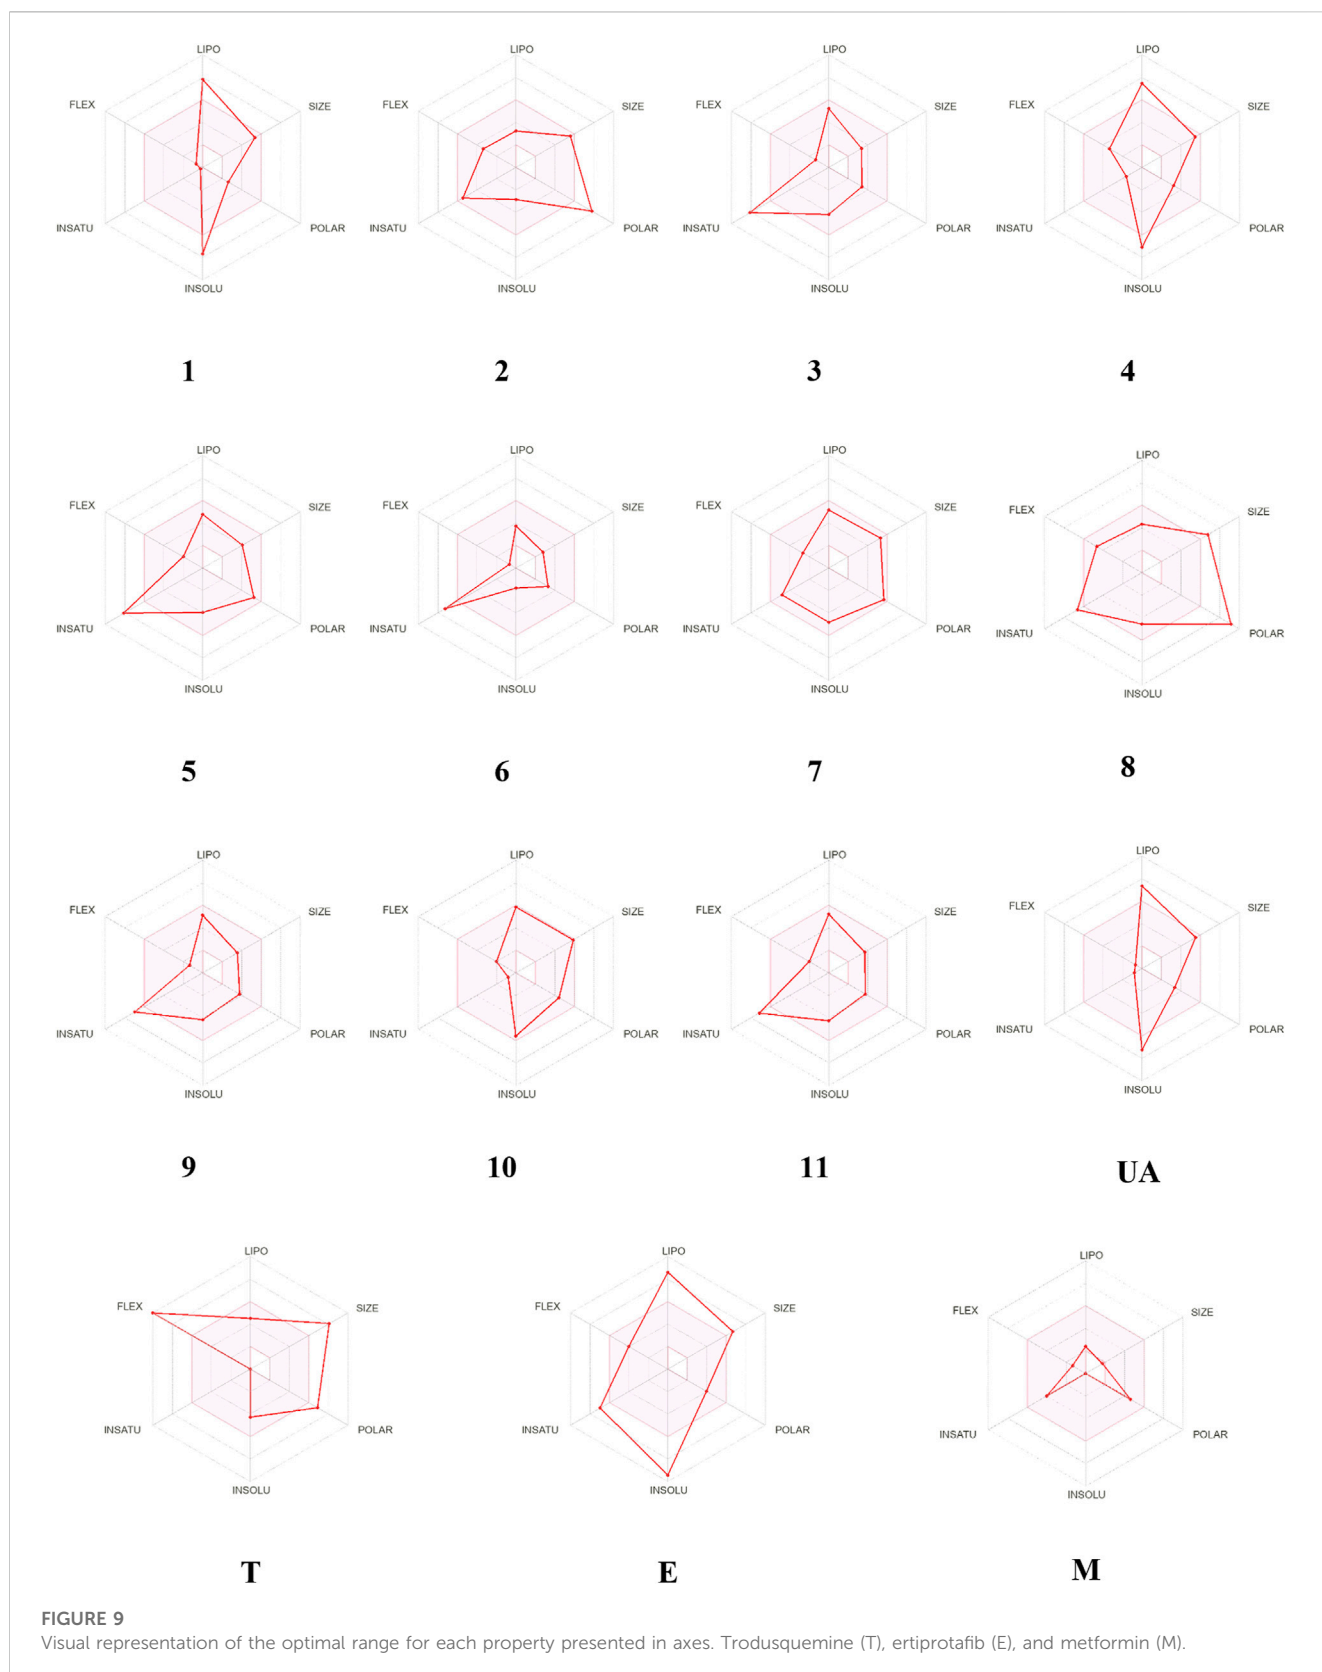 LIPO LIPO LIPO LIPO
FLEX SIZE FLEX SIZE FLEX SIZE FLEX SIZE
INSATU POLAR INSATU POLAR INSATU POLAR INSATU POLAR
INSOLU INSOLU INSOLU INSOLU
1 2 3 4
LIPO LIPO LIPO LIPO
FLEX SIZE FLEX SIZE FLEX SIZE FLEX SIZE
INSATU POLAR INSATU POLAR INSATU POLAR INSATU POLAR
INSOLU INSOLU INSOLU INSOLU
5 6 7 8
LIPO LIPO LIPO LIPO
FLEX SIZE FLEX SIZE FLEX SIZE FLEX SIZE
INSATU POLAR INSATU POLAR INSATU POLAR INSATU POLAR
INSOLU INSOLU INSOLU INSOLU
9 10 11 UA
LIPO LIPO LIPO
FLEX SIZE FLEX SIZE FLEX SIZE
INSATU POLAR INSATU POLAR INSATU POLAR
INSOLU INSOLU INSOLU
T E M
FIGURE 9
Visual representation of the optimal range for each property presented in axes. Trodusquemine (T), ertiprotafib (E), and metformin (M).